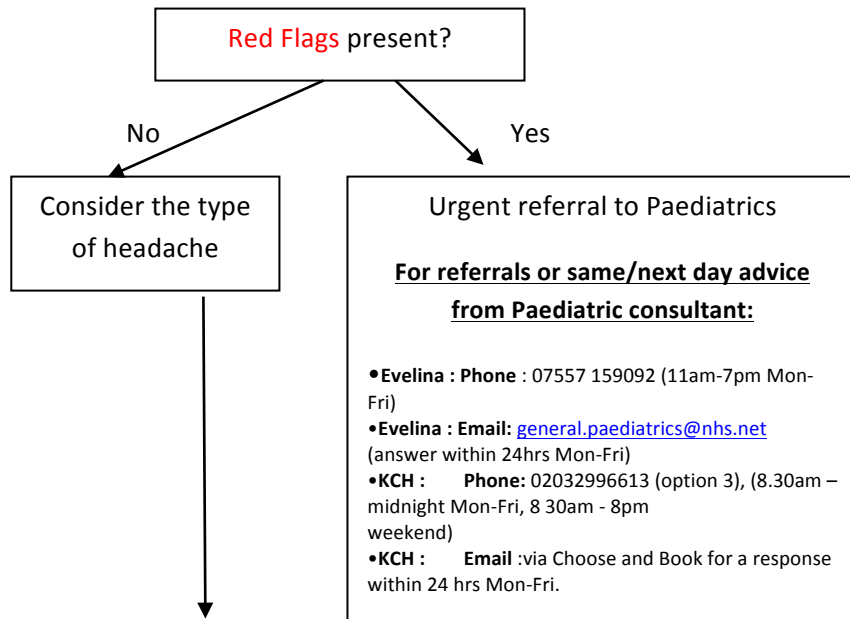 Red Flags present?
No
Yes
Consider the type
of headache
Urgent referral to Paediatrics
For referrals or same/next day advice
from Paediatric consultant:
•Evelina : Phone : 07557 159092 (11am-7pm Mon-
Fri)
•Evelina : Email: general.paediatrics@nhs.net
(answer within 24hrs Mon-Fri)
•KCH : Phone: 02032996613 (option 3), (8.30am –
midnight Mon-Fri, 8 30am - 8pm
weekend)
•KCH : Email :via Choose and Book for a response
within 24 hrs Mon-Fri.